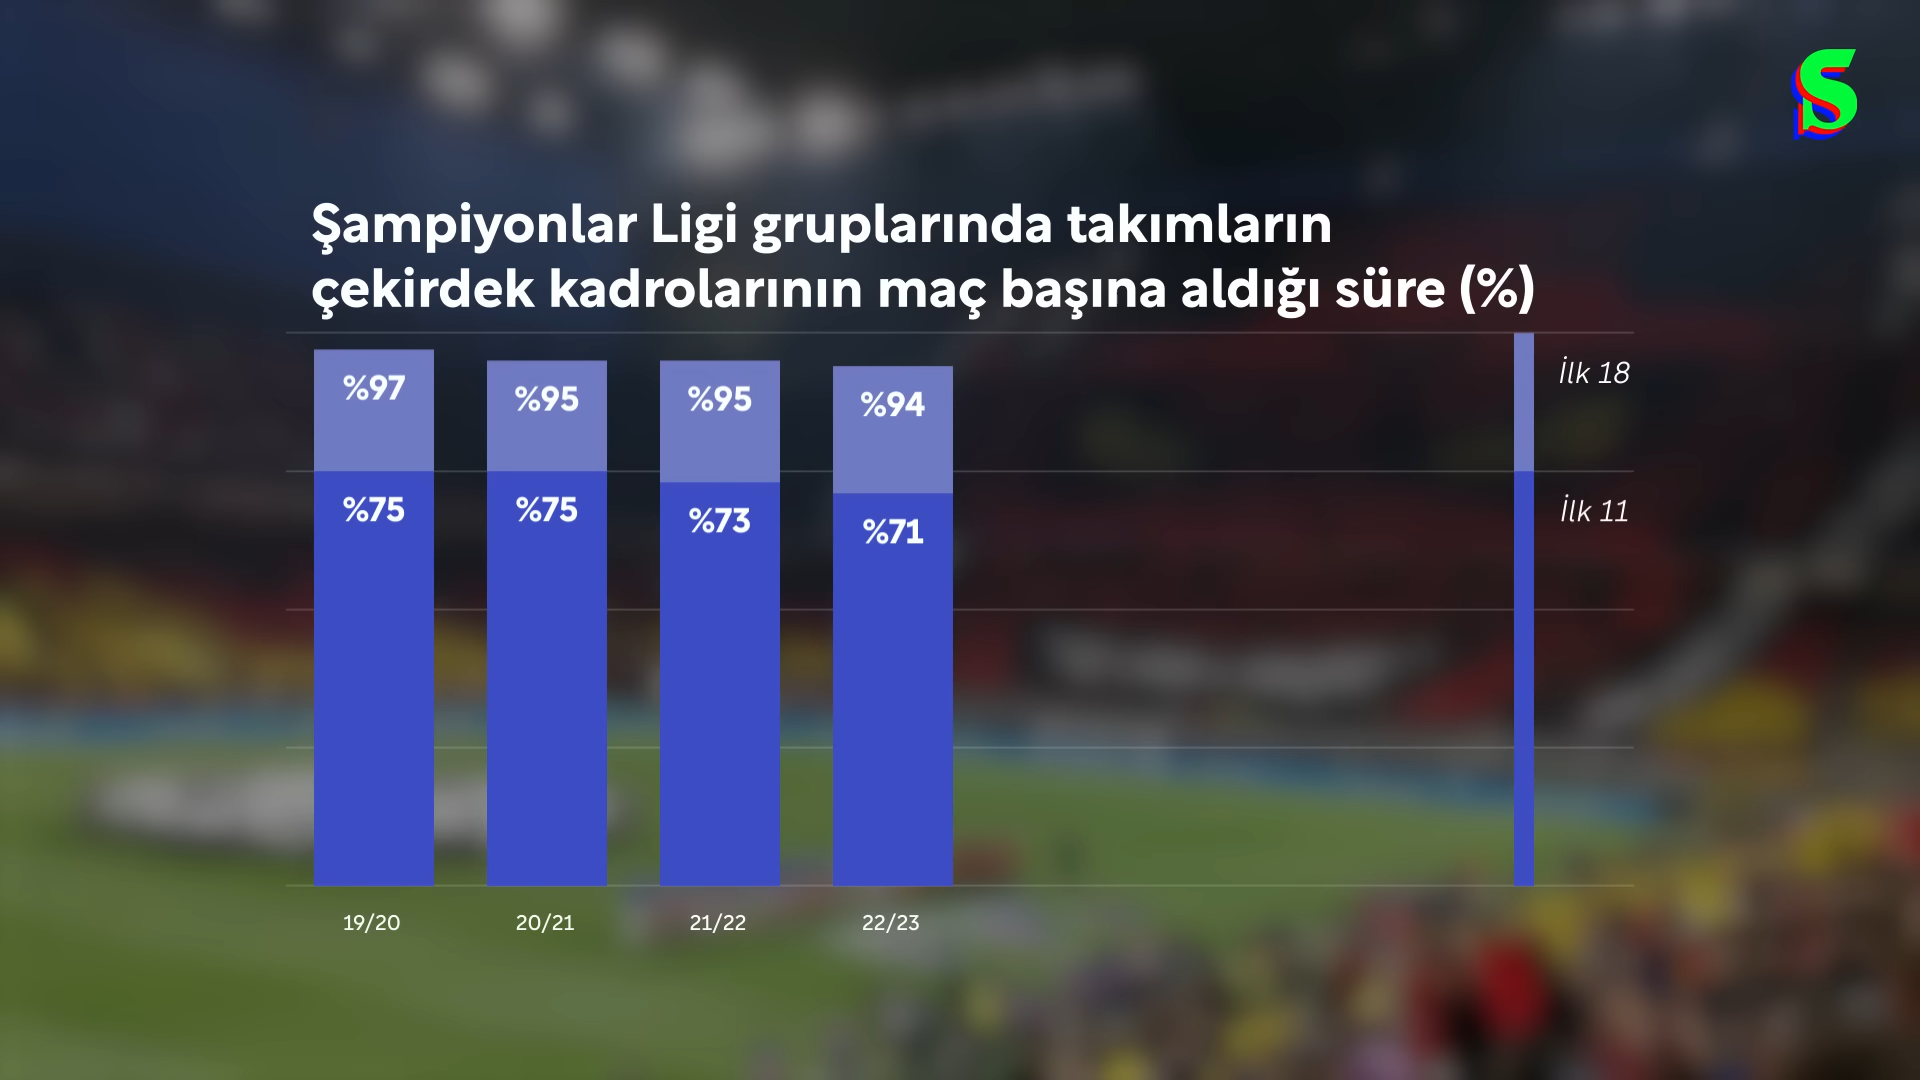 Şampiyonlar Ligi gruplarında takımların
çekirdek kadrolarının maç başına aldığı süre (%)
%97
%95
%95
%94
İlk 18
%75
%75
%73
%71
İlk 11
19/20
20/21
21/22
22/23
S